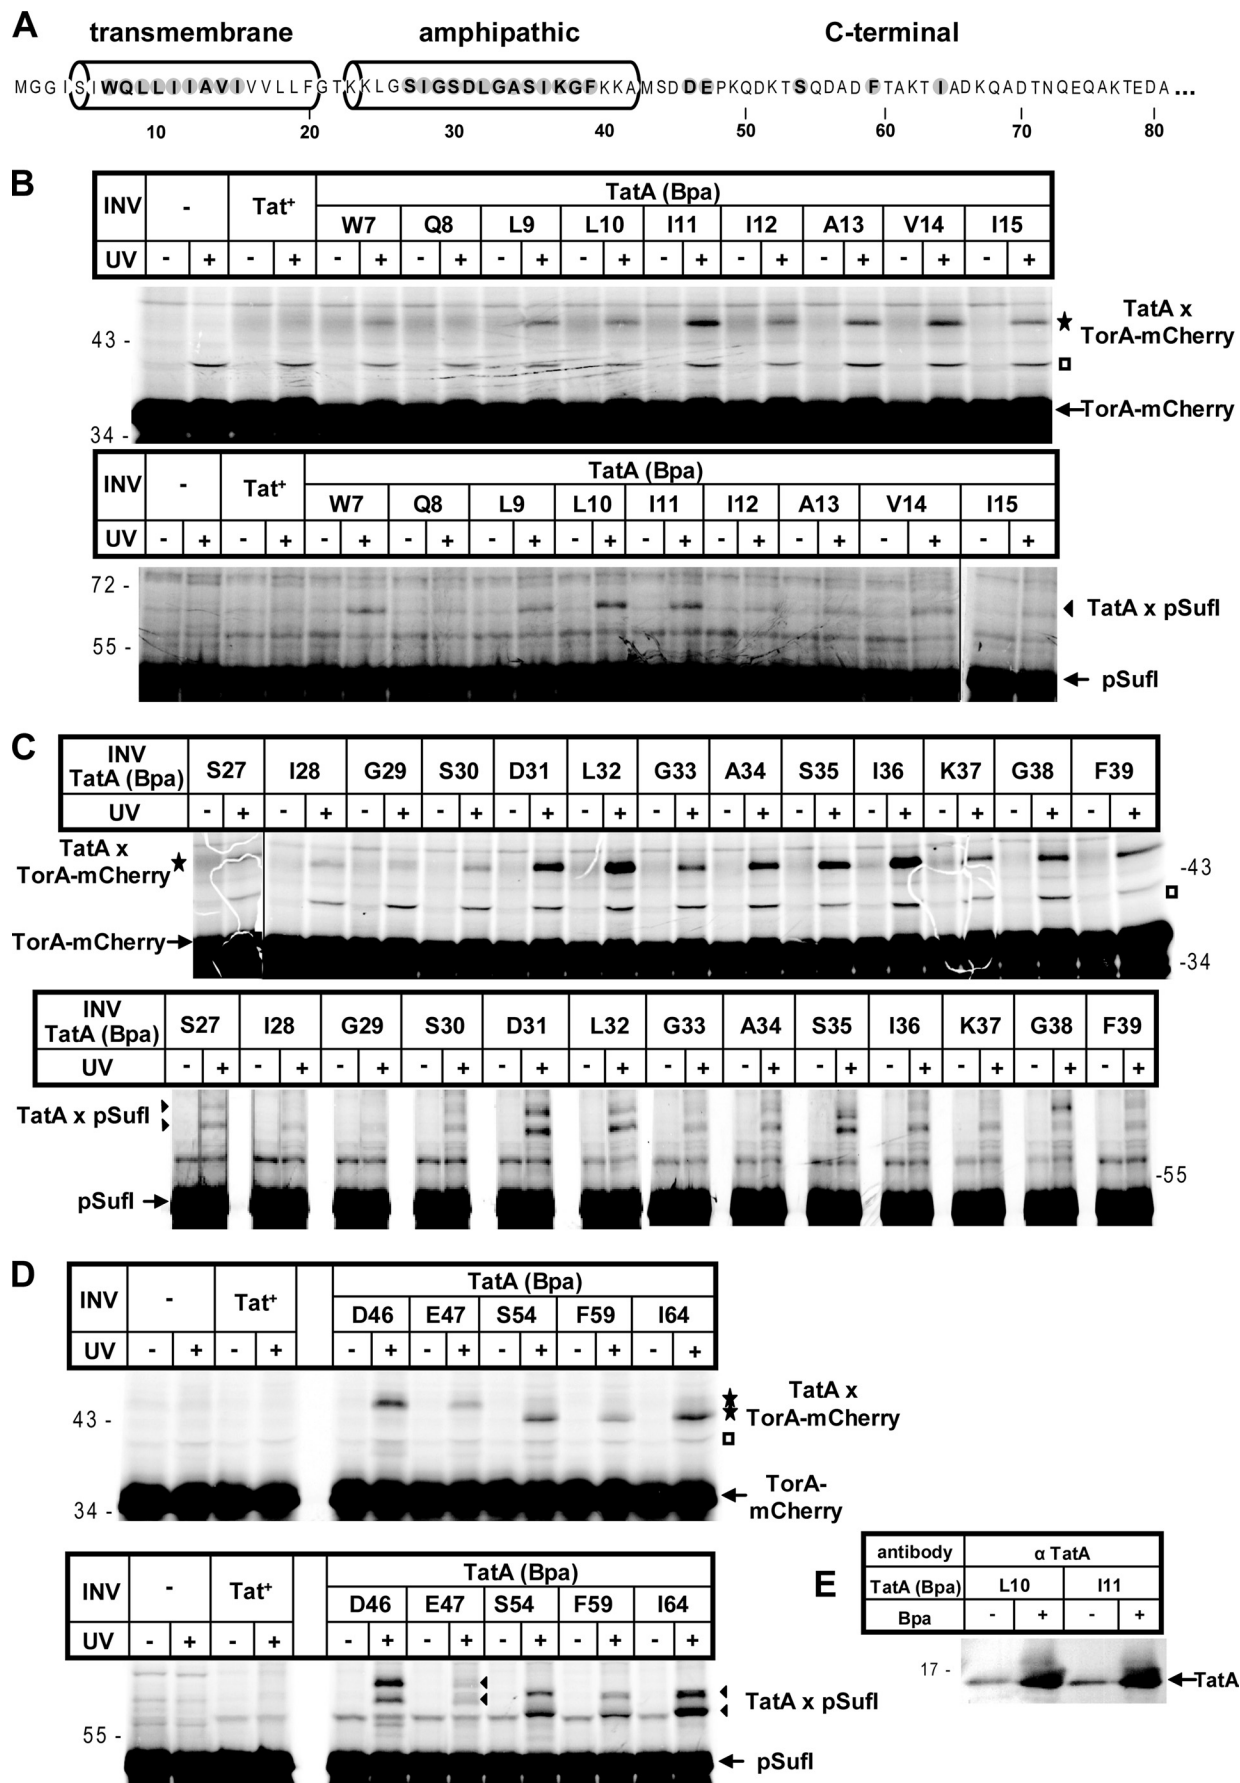 A
transmembrane amphipathic C-terminal
MGGISIWQLLIIAVIVVLLFGTKKLGSIGSDLGASIKGFKKAMSDDEPKQDKTSQDADFTAKTIADKQADTNQEQAKTEDA ...
10 20 30 40 50 60 70 80
B
INV - Tat+ TatA (Bpa)
W7 Q8 L9 L10 I11 I12 A13 V14 I15
UV - + - + - + - + - + - + - + - + - + - + - +
43 -
TatA x
TorA-mCherry
TorA-mCherry
34 -
INV - Tat+ TatA (Bpa)
W7 Q8 L9 L10 I11 I12 A13 V14 I15
UV - + - + - + - + - + - + - + - + - + - + - +
72 -
TatA x pSufI
55 -
pSufI
C
INV
TatA (Bpa) S27 I28 G29 S30 D31 L32 G33 A34 S35 I36 K37 G38 F39
UV - + - + - + - + - + - + - + - + - + - + - + - + - +
TatA x
TorA-mCherry
-43
TorA-mCherry
-34
INV
TatA (Bpa) S27 I28 G29 S30 D31 L32 G33 A34 S35 I36 K37 G38 F39
UV - + - + - + - + - + - + - + - + - + - + - + - + - +
TatA x pSufI
-55
pSufI
D
INV - Tat+ TatA (Bpa)
D46 E47 S54 F59 I64
UV - + - + - + - + - + - + - +
TatA x
TorA-mCherry
43 -
TorA-
mCherry
34 -
INV - Tat+ TatA (Bpa)
D46 E47 S54 F59 I64
UV - + - + - + - + - + - + - +
TatA x pSufI
55 -
pSufI
E
antibody α TatA
TatA (Bpa) L10 I11
Bpa - + - +
17 -
TatA